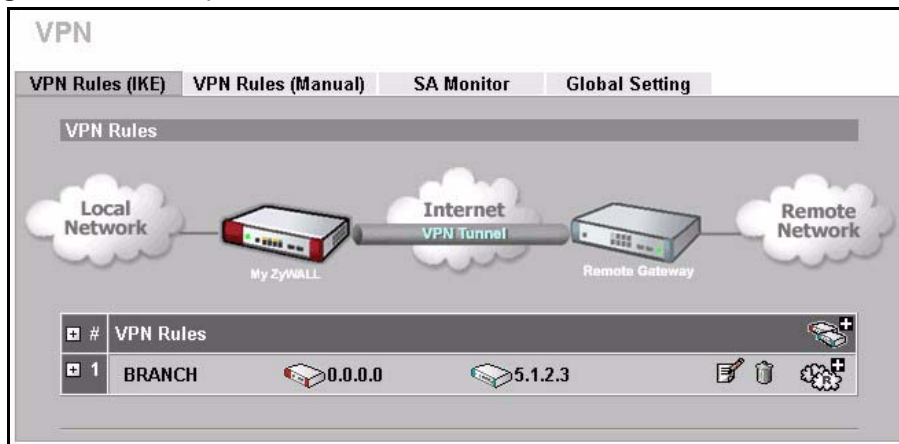 VPN
VPN Rules (IKE) VPN Rules (Manual) SA Monitor Global Setting
VPN Rules
Local Network
My ZyWALL
Internet
VPN Tunnel
Remote Gateway
Remote Network
# VPN Rules
1 BRANCH 0.0.0.0 5.1.2.3
L R